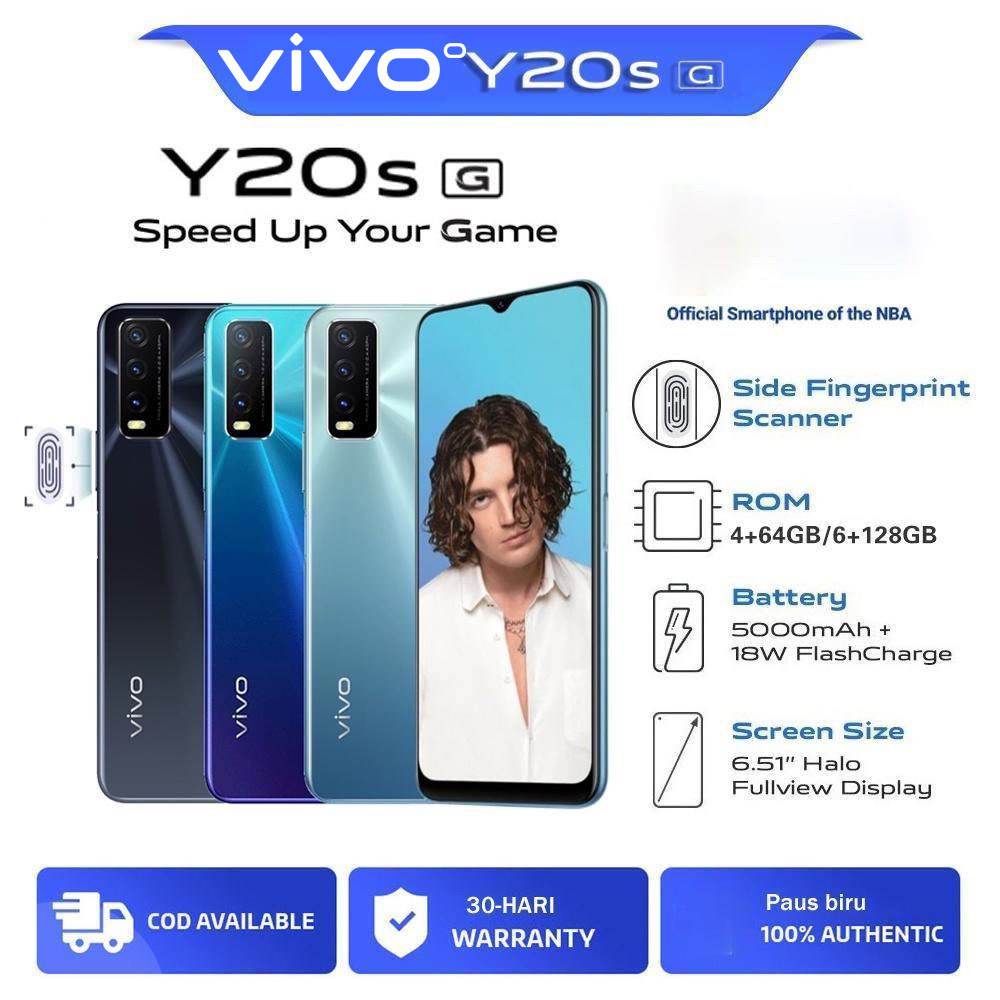 vivo Y20s G
Y20s G
Speed Up Your Game
Official Smartphone of the NBA
Side Fingerprint
Scanner
ROM
4+64GB/6+128GB
Battery
5000mAh +
18W FlashCharge
Screen Size
6.51" Halo
Fullview Display
vivo
vivo
vivo
COD AVAILABLE
30-HARI
WARRANTY
Paus biru
100% AUTHENTIC